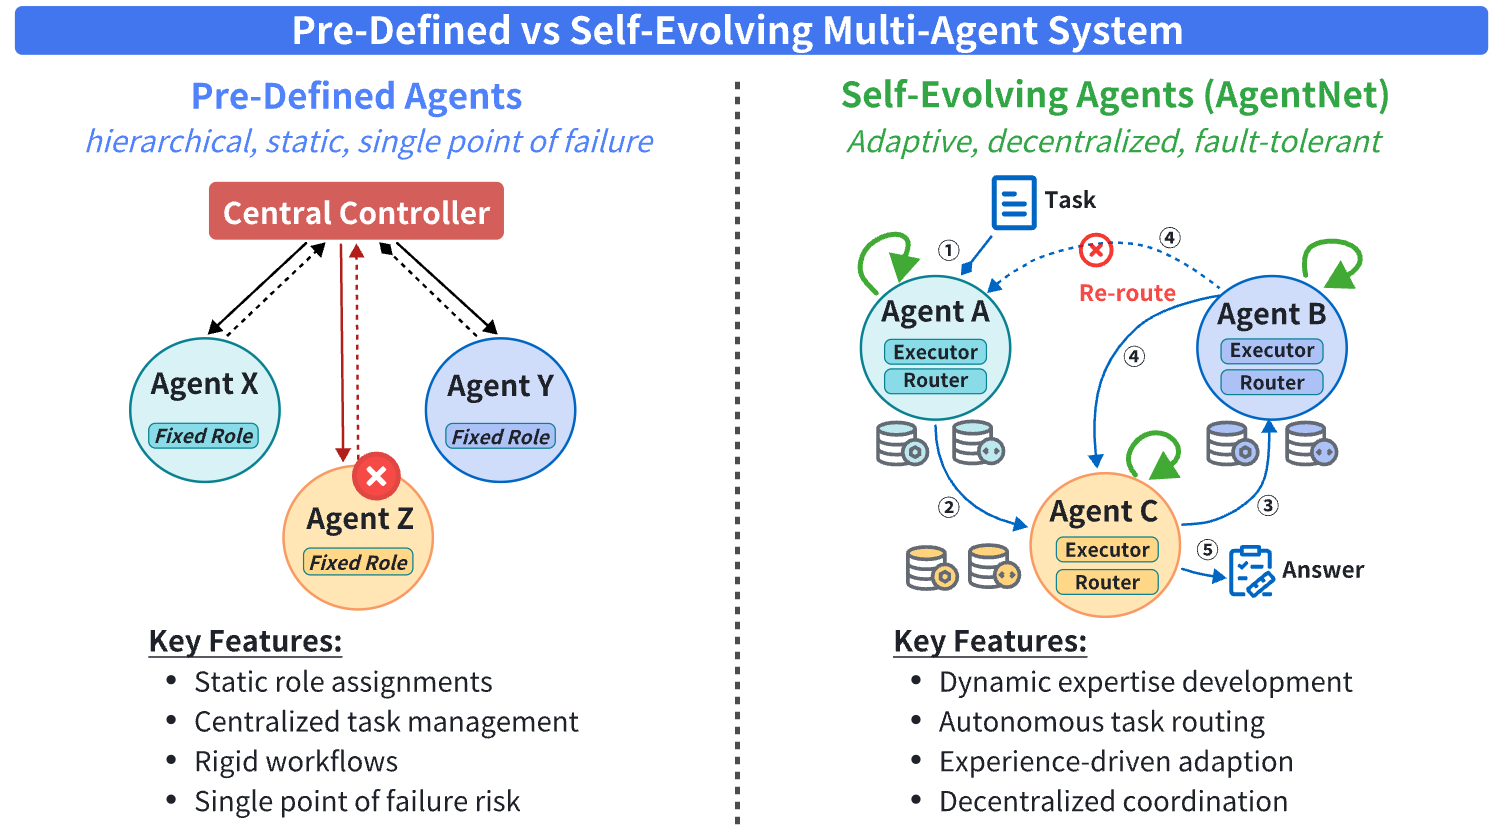 Pre-Defined vs Self-Evolving Multi-Agent System
Pre-Defined Agents
hierarchical, static, single point of failure
Central Controller
Agent X
Fixed Role
Agent Y
Fixed Role
Agent Z
Fixed Role
Key Features:
• Static role assignments
• Centralized task management
• Rigid workflows
• Single point of failure risk
Self-Evolving Agents (AgentNet)
Adaptive, decentralized, fault-tolerant
Task
①
④
Re-route
Agent A
Executor
Router
Agent B
Executor
Router
④
②
③
Agent C
Executor
Router
⑤
Answer
Key Features:
• Dynamic expertise development
• Autonomous task routing
• Experience-driven adaption
• Decentralized coordination